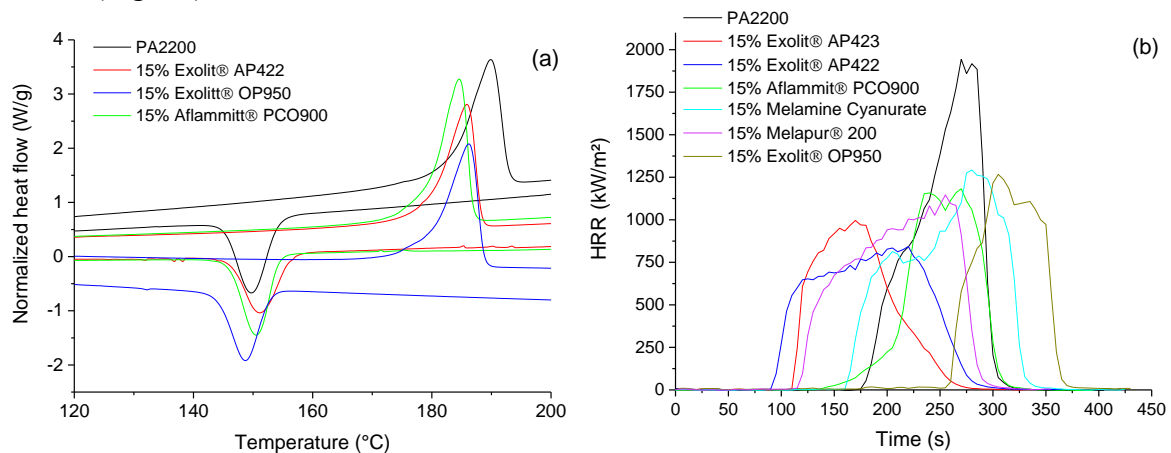 PA2200
15% Exolit® AP422
15% Exolitt® OP950
15% Aflammitt® PCO900
(a)
Normalized heat flow (W/g)
4
3
2
1
0
-1
-2
120
140
160
180
200
Temperature (°C)
PA2200
15% Exolit® AP423
15% Exolit® AP422
15% Aflammit® PCO900
15% Melamine Cyanurate
15% Melapur® 200
15% Exolit® OP950
(b)
HRR (kW/m²)
2000
1750
1500
1250
1000
750
500
250
0
0
50
100
150
200
250
300
350
400
450
Time (s)